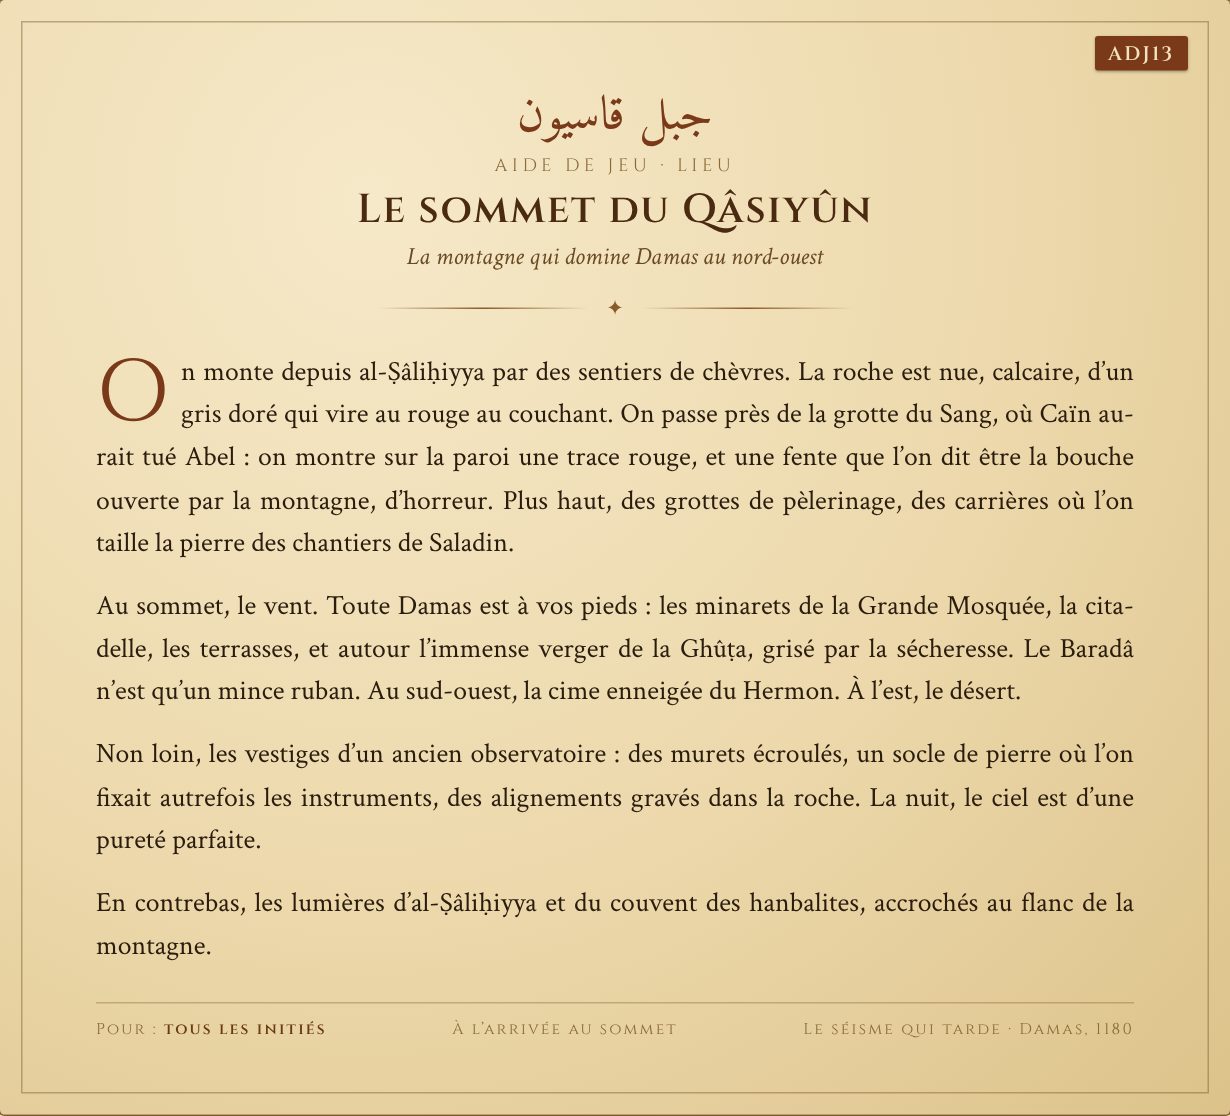 ADJ13
جبل قاسيون
AIDE DE JEU · LIEU
LE SOMMET DU QÂSIYÛN
La montagne qui domine Damas au nord-ouest
On monte depuis al-Ṣâliḥiyya par des sentiers de chèvres. La roche est nue, calcaire, d’un
gris doré qui vire au rouge au couchant. On passe près de la grotte du Sang, où Caïn au-
rait tué Abel : on montre sur la paroi une trace rouge, et une fente que l’on dit être la bouche
ouverte par la montagne, d’horreur. Plus haut, des grottes de pèlerinage, des carrières où l’on
taille la pierre des chantiers de Saladin.
Au sommet, le vent. Toute Damas est à vos pieds : les minarets de la Grande Mosquée, la cita-
delle, les terrasses, et autour l’immense verger de la Ghûṭa, grisé par la sécheresse. Le Baradâ
n’est qu’un mince ruban. Au sud-ouest, la cime enneigée du Hermon. À l’est, le désert.
Non loin, les vestiges d’un ancien observatoire : des murets écroulés, un socle de pierre où l’on
fixait autrefois les instruments, des alignements gravés dans la roche. La nuit, le ciel est d’une
pureté parfaite.
En contrebas, les lumières d’al-Ṣâliḥiyya et du couvent des hanbalites, accrochés au flanc de la
montagne.
POUR : TOUS LES INITIÉS
À L’ARRIVÉE AU SOMMET
LE SÉISME QUI TARDE · DAMAS, 1180